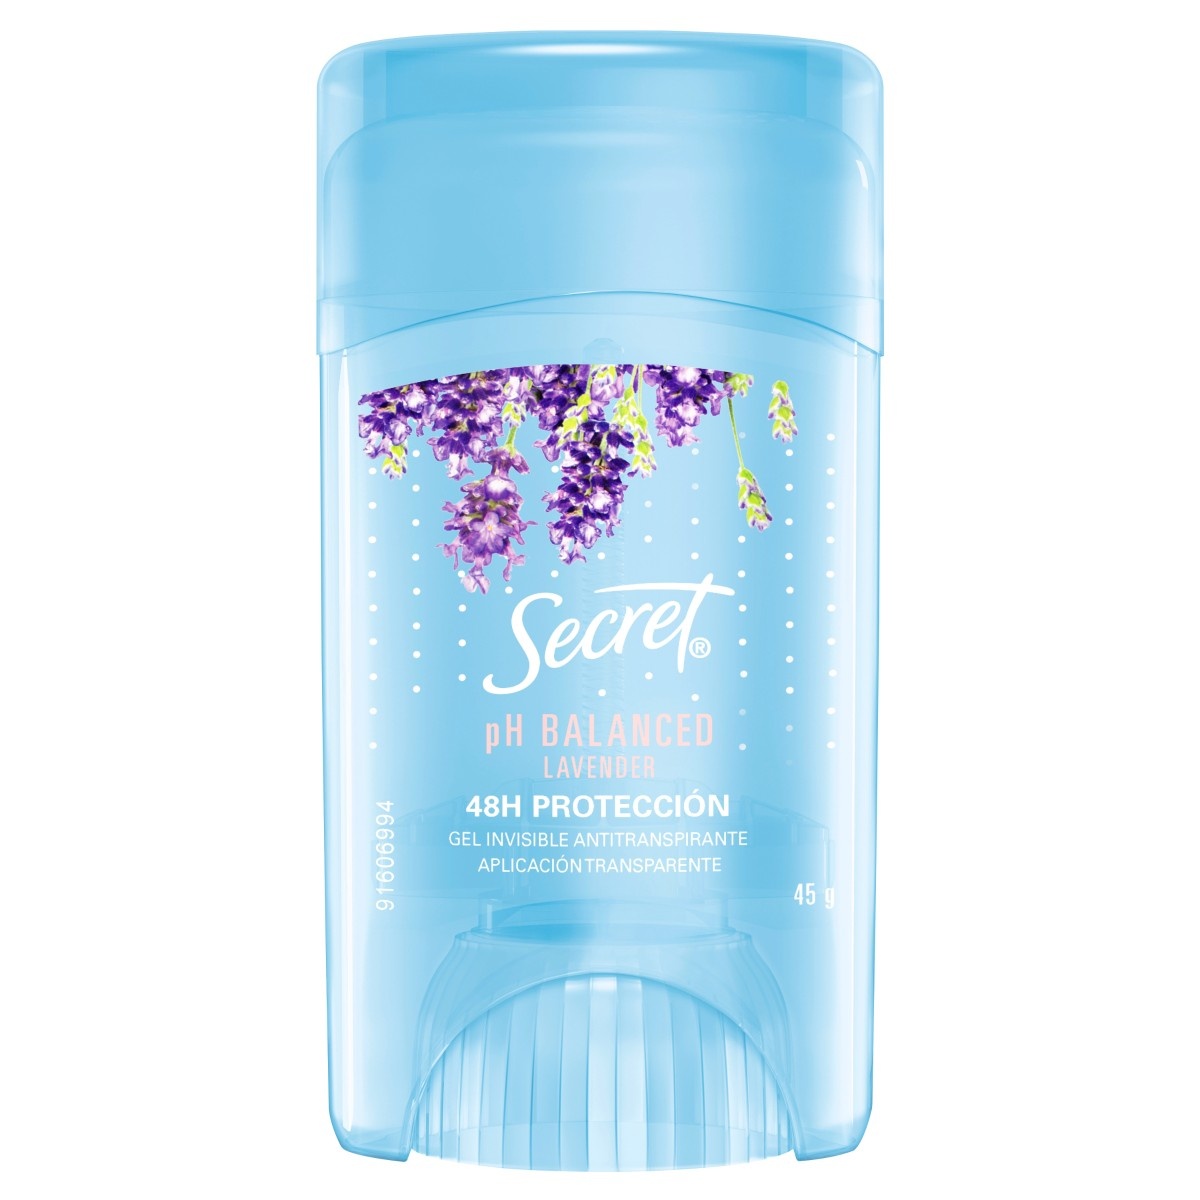 Secret®
pH BALANCED
LAVENDER
48H PROTECCIÓN
GEL INVISIBLE ANTITRANSPIRANTE
APLICACIÓN TRANSPARENTE
45 g
91606994